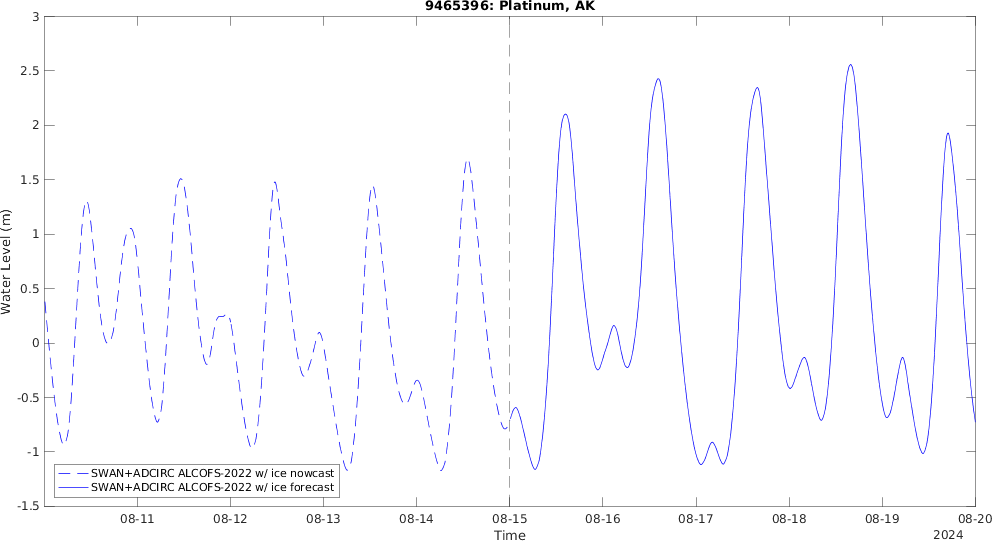 9465396: Platinum, AK
3
2.5
2
1.5
1
0.5
0
-0.5
-1
-1.5
Water Level (m)
SWAN+ADCIRC ALCOFS-2022 w/ ice nowcast
SWAN+ADCIRC ALCOFS-2022 w/ ice forecast
08-11 08-12 08-13 08-14 08-15 08-16 08-17 08-18 08-19 08-20
Time
2024